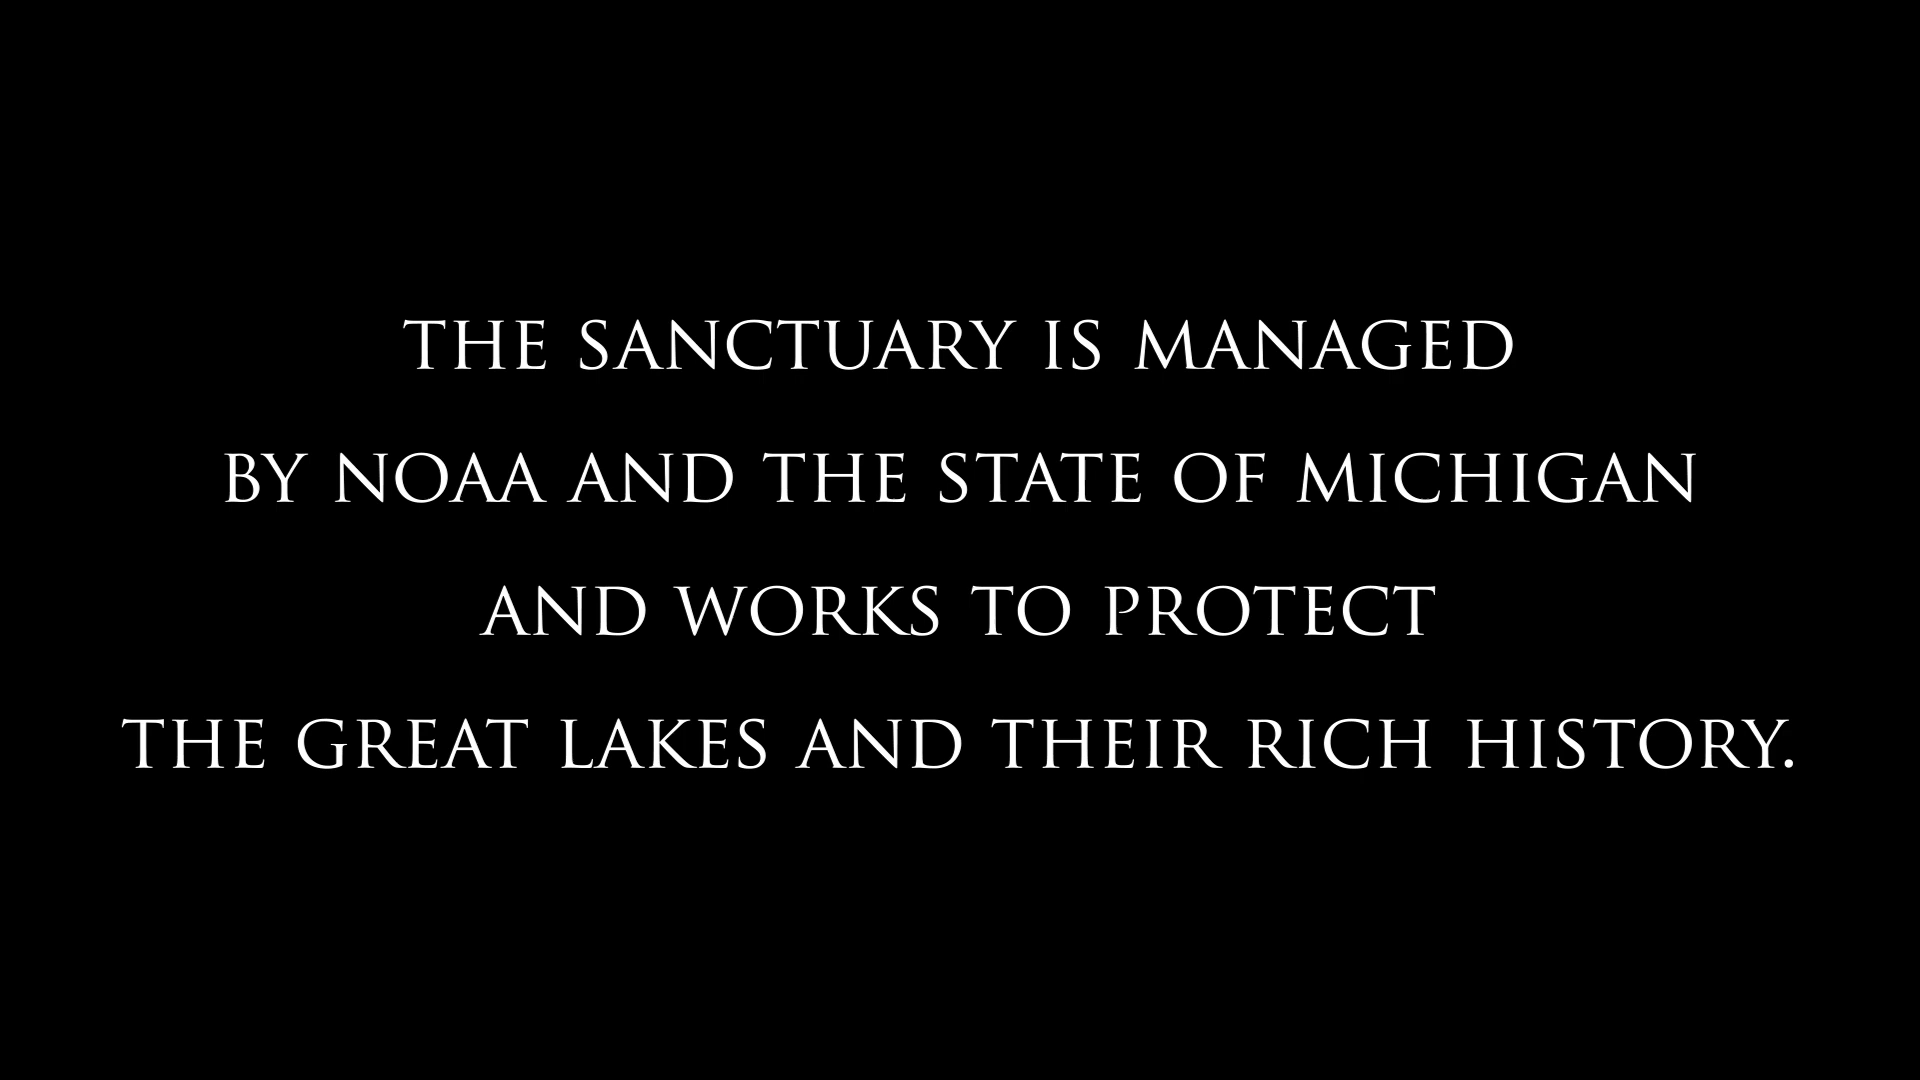 THE SANCTUARY IS MANAGED
BY NOAA AND THE STATE OF MICHIGAN
AND WORKS TO PROTECT
THE GREAT LAKES AND THEIR RICH HISTORY.